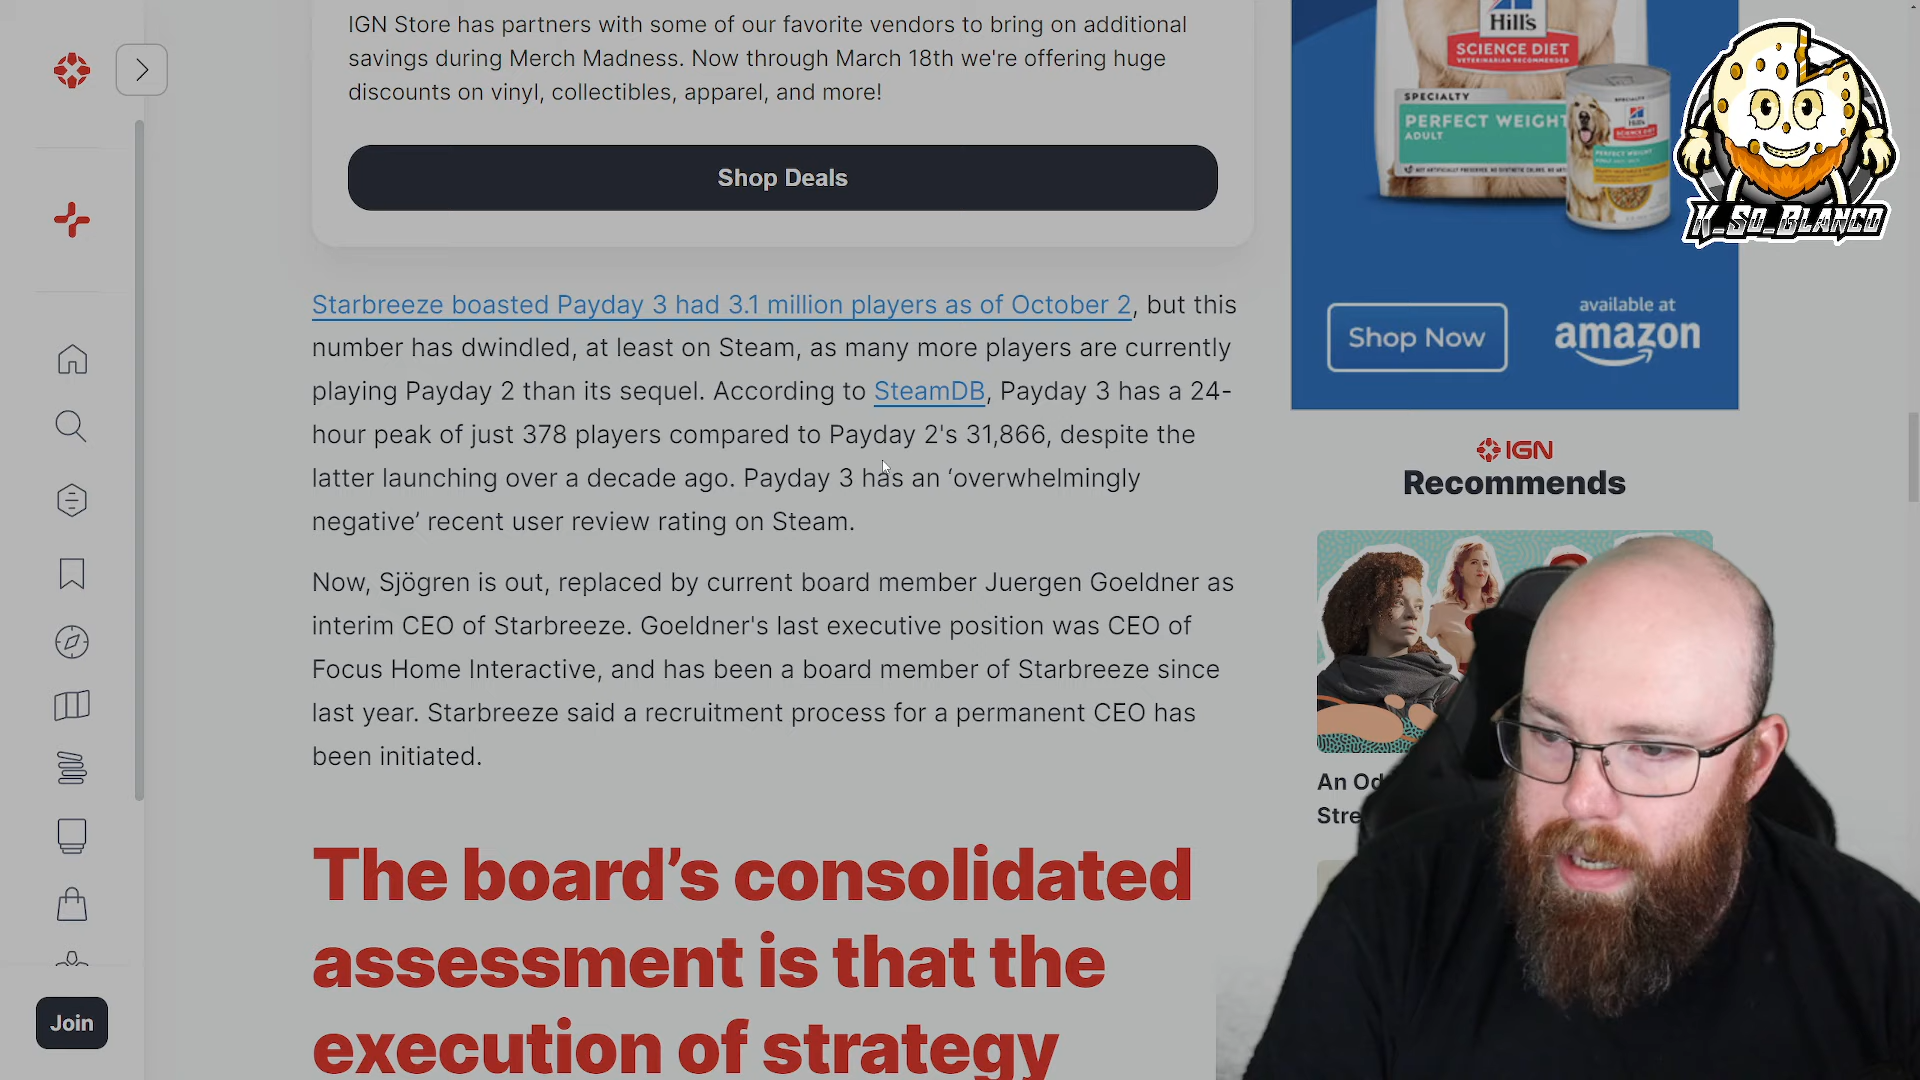 IGN Store has partners with some of our favorite vendors to bring on additional
savings during Merch Madness. Now through March 18th we're offering huge
discounts on vinyl, collectibles, apparel, and more!
Shop Deals
Starbreeze boasted Payday 3 had 3.1 million players as of October 2, but this
number has dwindled, at least on Steam, as many more players are currently
playing Payday 2 than its sequel. According to SteamDB, Payday 3 has a 24-
hour peak of just 378 players compared to Payday 2's 31,866, despite the
latter launching over a decade ago. Payday 3 has an ‘overwhelmingly
negative’ recent user review rating on Steam.
Now, Sjögren is out, replaced by current board member Juergen Goeldner as
interim CEO of Starbreeze. Goeldner's last executive position was CEO of
Focus Home Interactive, and has been a board member of Starbreeze since
last year. Starbreeze said a recruitment process for a permanent CEO has
been initiated.
The board’s consolidated
assessment is that the
execution of strategy
Join
Hill's
SCIENCE DIET
VETERINARIAN RECOMMENDED
SPECIALTY
PERFECT WEIGHT
ADULT
Shop Now
available at
amazon
K_So_Blanco
IGN
Recommends
An Od
Stre